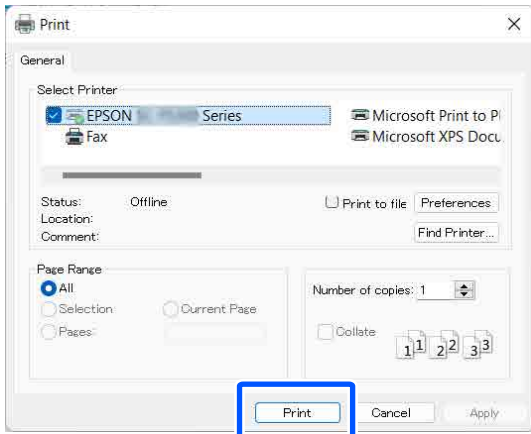 Print
General
Select Printer
EPSON Series
Microsoft Print to P
Fax
Microsoft XPS Docu
Status: Offline
Print to file
Preferences
Location:
Find Printer...
Comment:
Page Range
All
Number of copies: 1
Selection
Current Page
Pages:
Collate
1 1 2 2 3 3
Print
Cancel
Apply